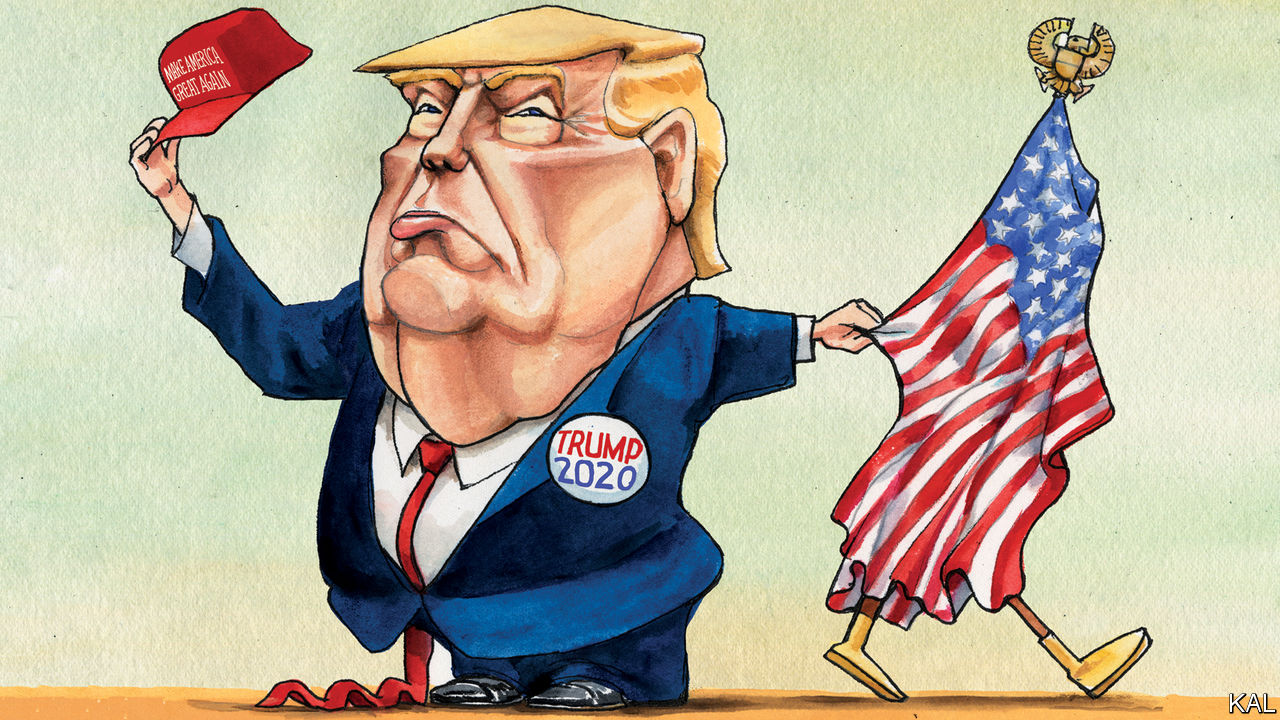 MAKE AMERICA
GREAT AGAIN
TRUMP
2020
KAL